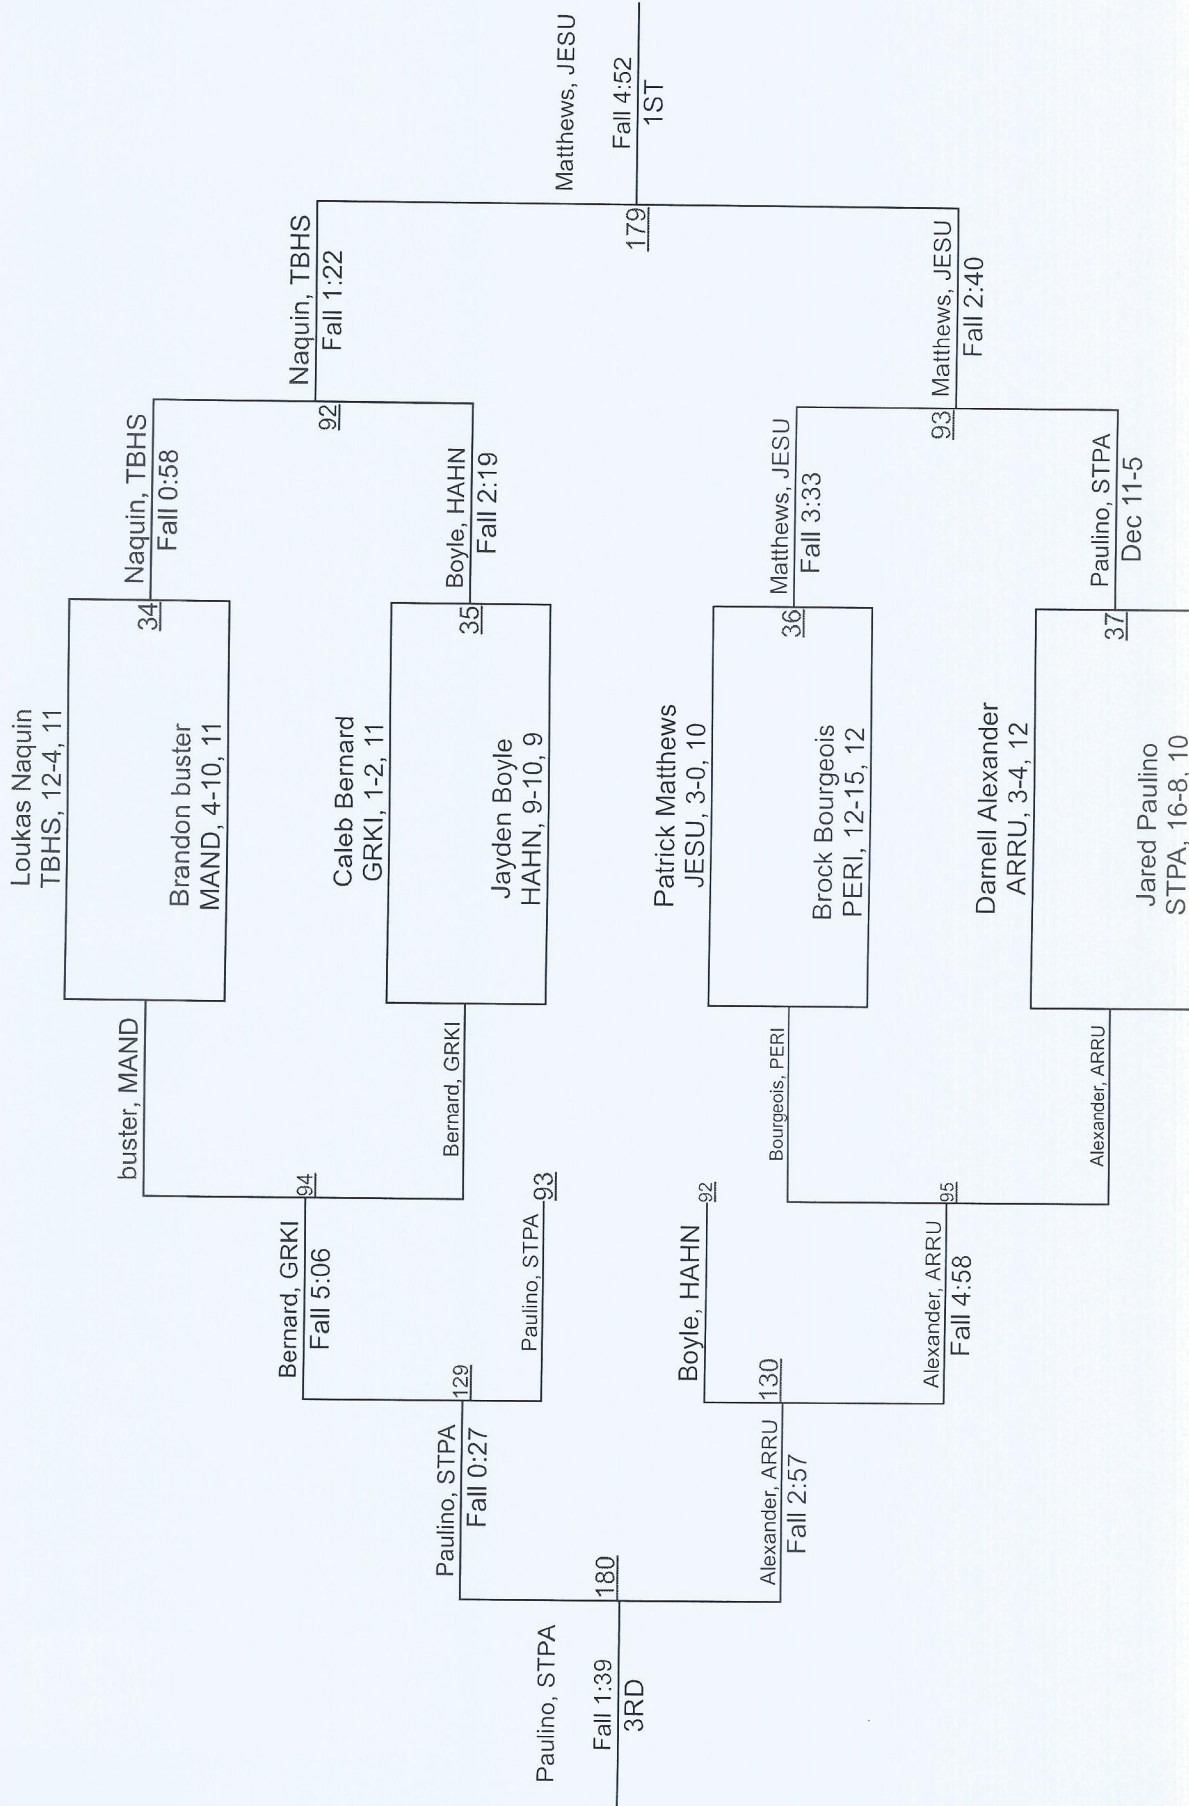 Loukas Naquin
TBHS, 12-4, 11
34
Brandon buster
MAND, 4-10, 11
Caleb Bernard
GRKI, 1-2, 11
35
Jayden Boyle
HAHN, 9-10, 9
Patrick Matthews
JESU, 3-0, 10
36
Brock Bourgeois
PERI, 12-15, 12
Darnell Alexander
ARRU, 3-4, 12
37
Jared Paulino
STPA, 16-8, 10
Naquin, TBHS
Fall 0:58
92
Boyle, HAHN
Fall 2:19
Matthews, JESU
Fall 3:33
93
Paulino, STPA
Dec 11-5
Naquin, TBHS
Fall 1:22
179
Matthews, JESU
Fall 2:40
Matthews, JESU
Fall 4:52
1ST
buster, MAND
94
Bernard, GRKI
Bourgeois, PERI
95
Alexander, ARRU
Bernard, GRKI
Fall 5:06
129
Paulino, STPA
93
Boyle, HAHN
92
130
Alexander, ARRU
Fall 4:58
Paulino, STPA
Fall 0:27
180
Alexander, ARRU
Fall 2:57
Paulino, STPA
Fall 1:39
3RD